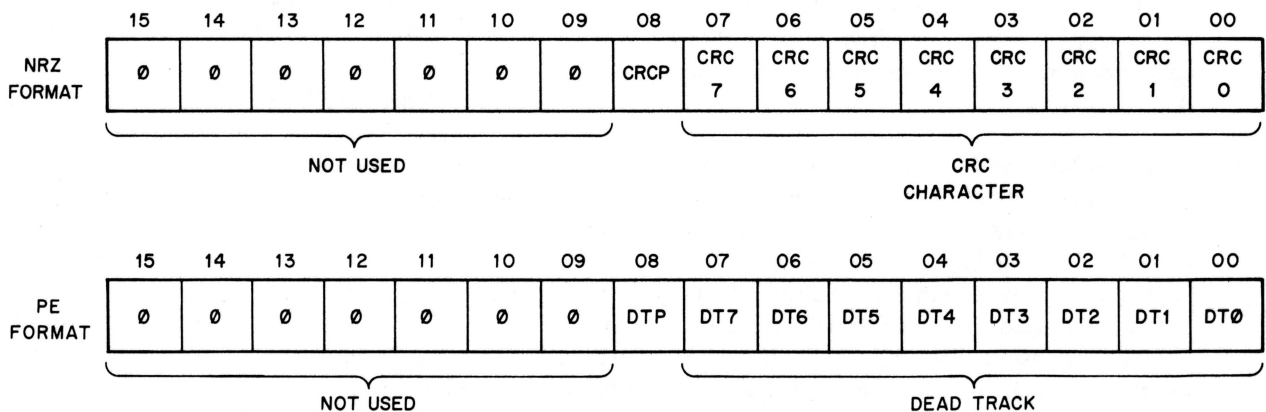 15 14 13 12 11 10 09 08 07 06 05 04 03 02 01 00
NRZ FORMAT
Ø Ø Ø Ø Ø Ø Ø CRCP CRC 7 CRC 6 CRC 5 CRC 4 CRC 3 CRC 2 CRC 1 CRC 0
NOT USED
CRC
CHARACTER
15 14 13 12 11 10 09 08 07 06 05 04 03 02 01 00
PE FORMAT
Ø Ø Ø Ø Ø Ø Ø DTP DT7 DT6 DT5 DT4 DT3 DT2 DT1 DTØ
NOT USED
DEAD TRACK